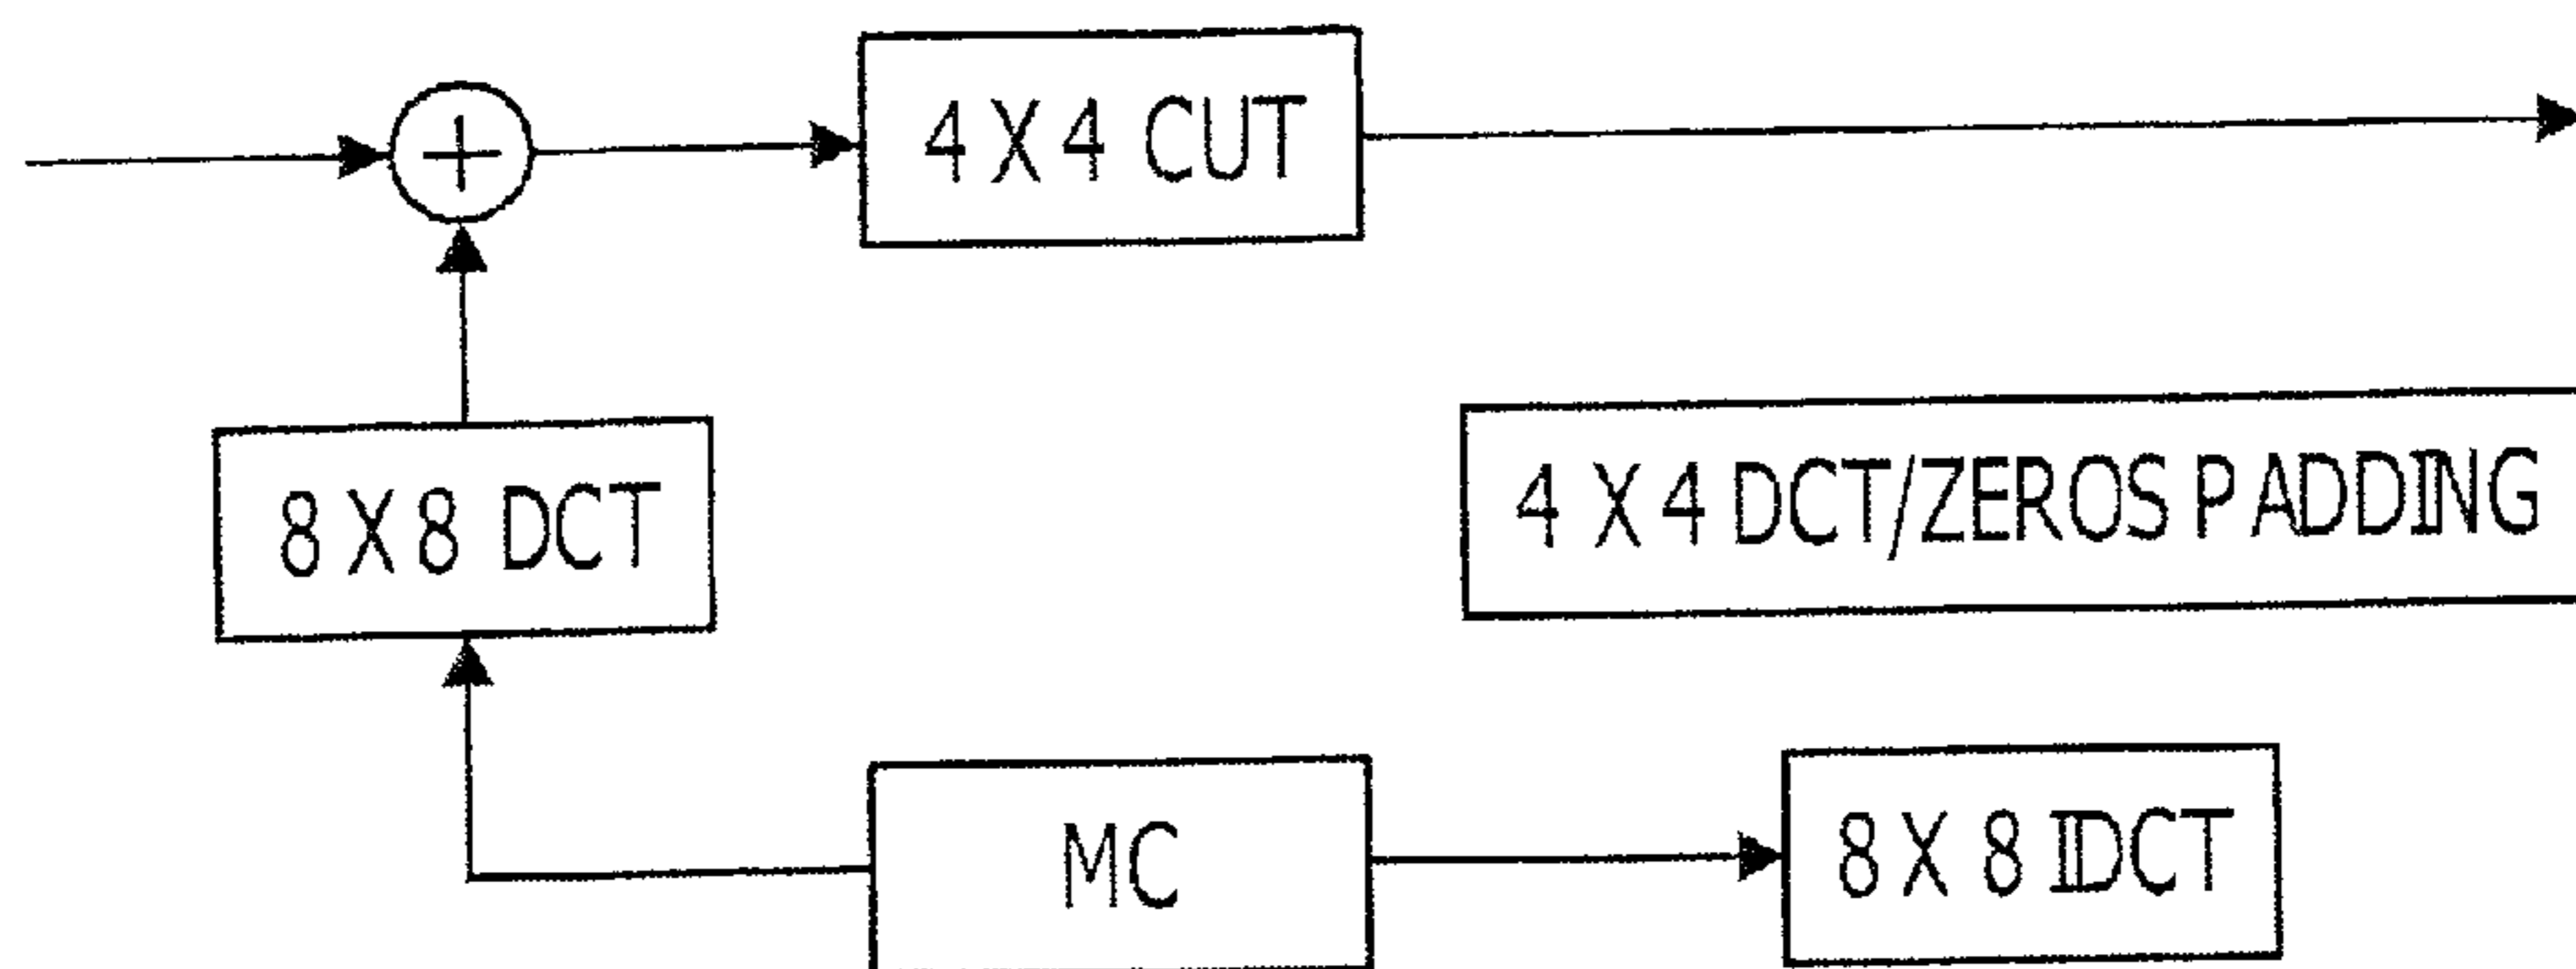 4 X 4 CUT
8 X 8 DCT
4 X 4 DCT/ZEROS PADDING
MC
8 X 8 IDCT